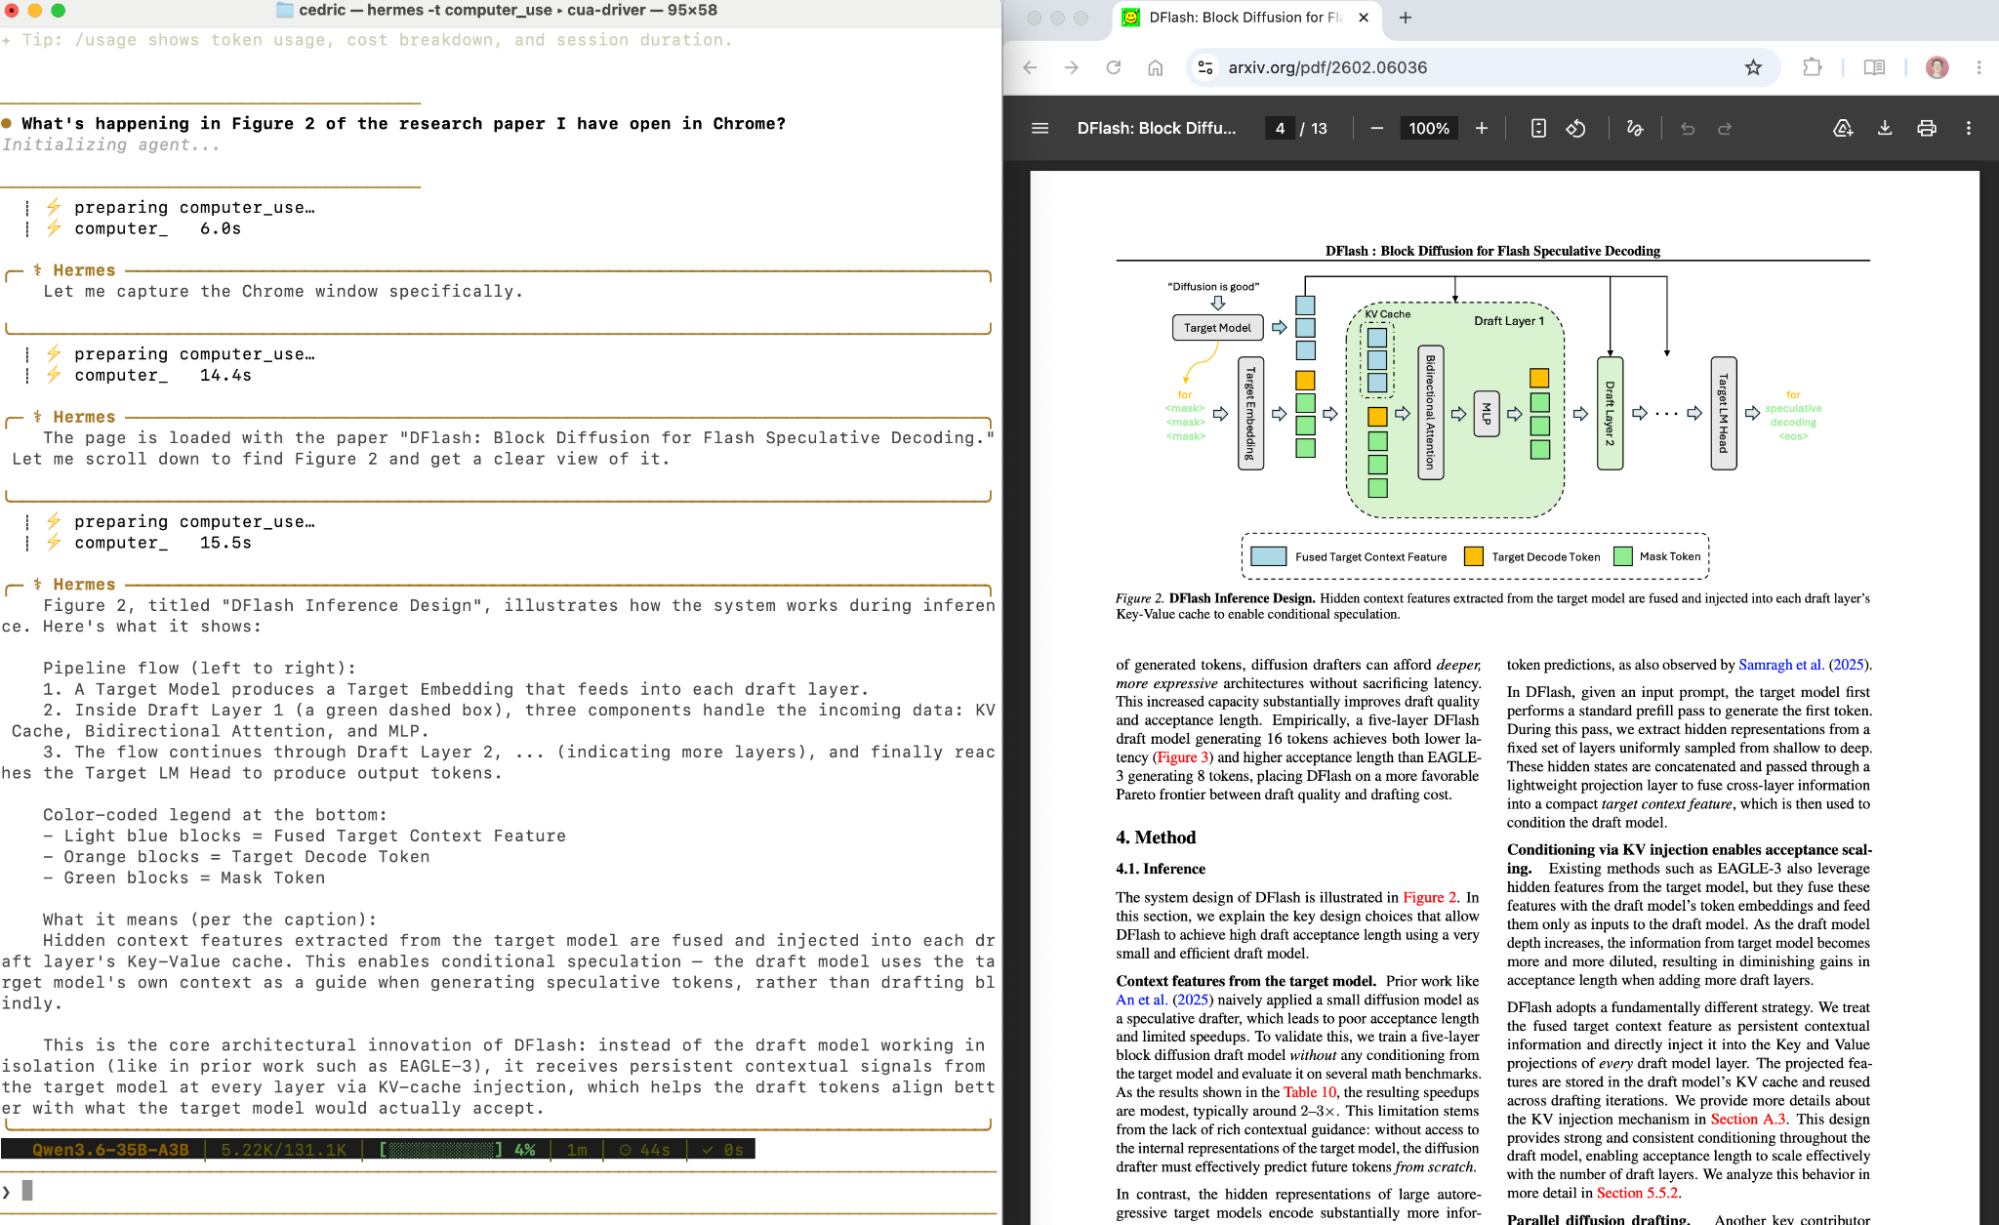 cedric — hermes -t computer_use ▸ cua-driver — 95×58
✦ Tip: /usage shows token usage, cost breakdown, and session duration.
● What's happening in Figure 2 of the research paper I have open in Chrome?
Initializing agent...
┊ ⚡ preparing computer_use…
┊ ⚡ computer_   6.0s
⚕ Hermes
Let me capture the Chrome window specifically.
┊ ⚡ preparing computer_use…
┊ ⚡ computer_   14.4s
⚕ Hermes
The page is loaded with the paper "DFlash: Block Diffusion for Flash Speculative Decoding."
Let me scroll down to find Figure 2 and get a clear view of it.
┊ ⚡ preparing computer_use…
┊ ⚡ computer_   15.5s
⚕ Hermes
Figure 2, titled "DFlash Inference Design", illustrates how the system works during inferen
ce. Here's what it shows:
Pipeline flow (left to right):
1. A Target Model produces a Target Embedding that feeds into each draft layer.
2. Inside Draft Layer 1 (a green dashed box), three components handle the incoming data: KV
Cache, Bidirectional Attention, and MLP.
3. The flow continues through Draft Layer 2, ... (indicating more layers), and finally reac
hes the Target LM Head to produce output tokens.
Color-coded legend at the bottom:
— Light blue blocks = Fused Target Context Feature
— Orange blocks = Target Decode Token
— Green blocks = Mask Token
What it means (per the caption):
Hidden context features extracted from the target model are fused and injected into each dr
aft layer's Key-Value cache. This enables conditional speculation — the draft model uses the ta
rget model's own context as a guide when generating speculative tokens, rather than drafting bl
indly.
This is the core architectural innovation of DFlash: instead of the draft model working in
isolation (like in prior work such as EAGLE-3), it receives persistent contextual signals from
the target model at every layer via KV-cache injection, which helps the draft tokens align bett
er with what the target model would actually accept.
Qwen3.6-35B-A3B │ 5.22K/131.1K │ [░░░░░░░░░░] 4% │ 1m │ ⊙ 44s │ ✓ 0s
❯
DFlash: Block Diffusion for Fla
arxiv.org/pdf/2602.06036
DFlash: Block Diffu...
4 / 13
100%
DFlash : Block Diffusion for Flash Speculative Decoding
"Diffusion is good"
Target Model
for
<mask>
<mask>
<mask>
Target Embedding
KV Cache
Draft Layer 1
Bidirectional Attention
MLP
Draft Layer 2
···
Target LM Head
for
speculative
decoding
<eos>
Fused Target Context Feature
Target Decode Token
Mask Token
Figure 2. DFlash Inference Design. Hidden context features extracted from the target model are fused and injected into each draft layer's
Key-Value cache to enable conditional speculation.
of generated tokens, diffusion drafters can afford deeper,
more expressive architectures without sacrificing latency.
This increased capacity substantially improves draft quality
and acceptance length. Empirically, a five-layer DFlash
draft model generating 16 tokens achieves both lower la-
tency (Figure 3) and higher acceptance length than EAGLE-
3 generating 8 tokens, placing DFlash on a more favorable
Pareto frontier between draft quality and drafting cost.
4. Method
4.1. Inference
The system design of DFlash is illustrated in Figure 2. In
this section, we explain the key design choices that allow
DFlash to achieve high draft acceptance length using a very
small and efficient draft model.
Context features from the target model. Prior work like
An et al. (2025) naively applied a small diffusion model as
a speculative drafter, which leads to poor acceptance length
and limited speedups. To validate this, we train a five-layer
block diffusion draft model without any conditioning from
the target model and evaluate it on several math benchmarks.
As the results shown in the Table 10, the resulting speedups
are modest, typically around 2–3×. This limitation stems
from the lack of rich contextual guidance: without access to
the internal representations of the target model, the diffusion
drafter must effectively predict future tokens from scratch.
In contrast, the hidden representations of large autore-
gressive target models encode substantially more infor-
token predictions, as also observed by Samragh et al. (2025).
In DFlash, given an input prompt, the target model first
performs a standard prefill pass to generate the first token.
During this pass, we extract hidden representations from a
fixed set of layers uniformly sampled from shallow to deep.
These hidden states are concatenated and passed through a
lightweight projection layer to fuse cross-layer information
into a compact target context feature, which is then used to
condition the draft model.
Conditioning via KV injection enables acceptance scal-
ing. Existing methods such as EAGLE-3 also leverage
hidden features from the target model, but they fuse these
features with the draft model's token embeddings and feed
them only as inputs to the draft model. As the draft model
depth increases, the information from target model becomes
more and more diluted, resulting in diminishing gains in
acceptance length when adding more draft layers.
DFlash adopts a fundamentally different strategy. We treat
the fused target context feature as persistent contextual
information and directly inject it into the Key and Value
projections of every draft model layer. The projected fea-
tures are stored in the draft model's KV cache and reused
across drafting iterations. We provide more details about
the KV injection mechanism in Section A.3. This design
provides strong and consistent conditioning throughout the
draft model, enabling acceptance length to scale effectively
with the number of draft layers. We analyze this behavior in
more detail in Section 5.5.2.
Parallel diffusion drafting. Another key contributor